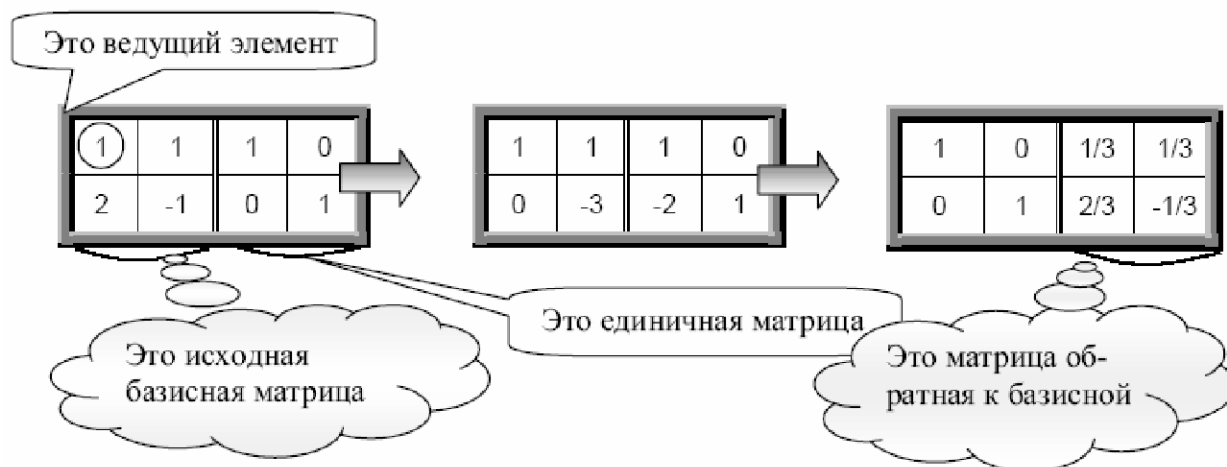 Это ведущий элемент
1 1 1 0
2 -1 0 1
1 1 1 0
0 -3 -2 1
1 0 1/3 1/3
0 1 2/3 -1/3
Это исходная
базисная матрица
Это единичная матрица
Это матрица об-
ратная к базисной